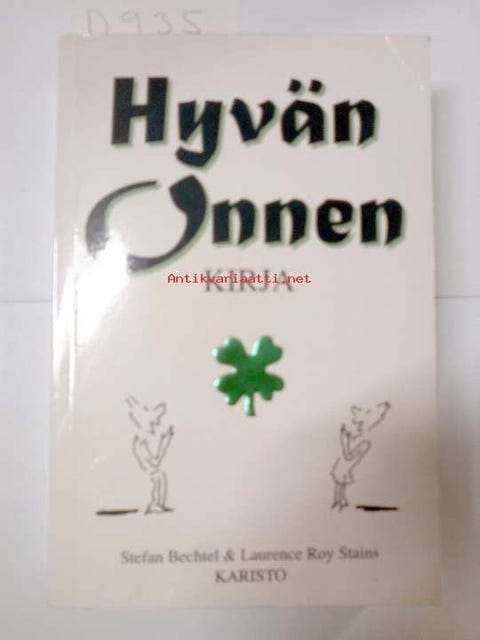 D935
Hyvän
Onnen
KIRJA
Antikvariaatti.net
Stefan Bechtel & Laurence Roy Stains
KARISTO